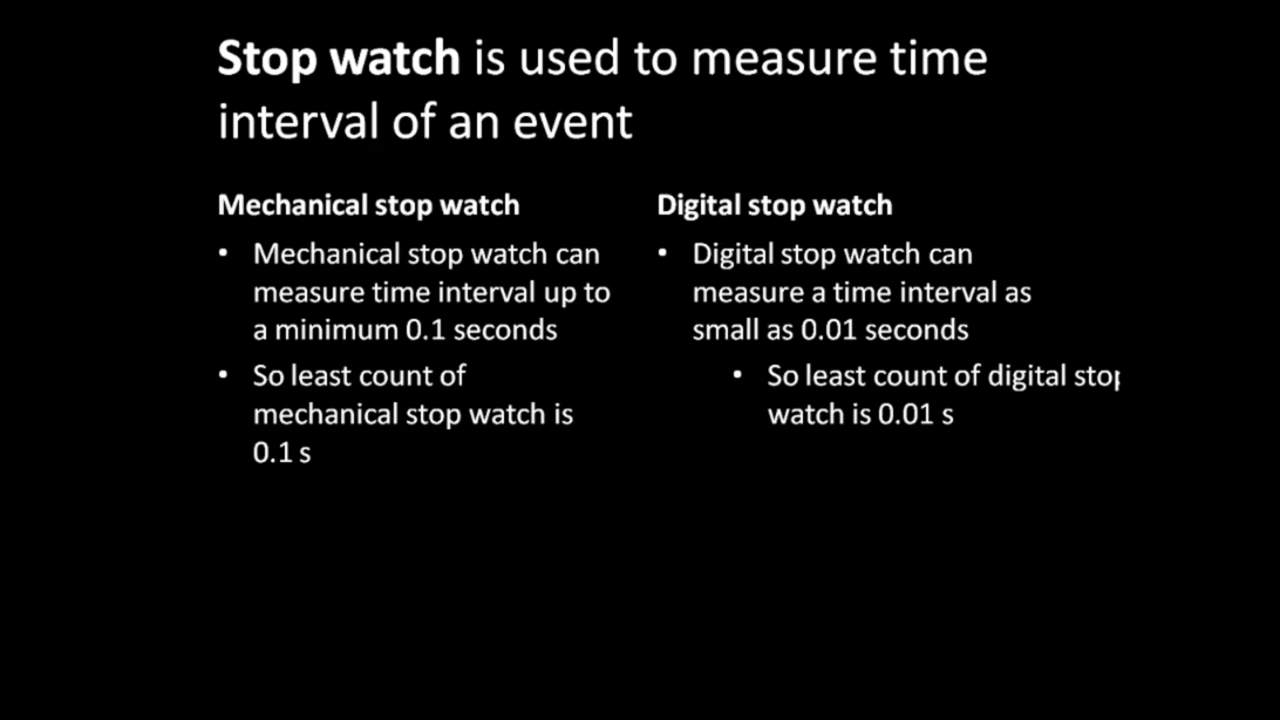 Stop watch is used to measure time
interval of an event
Mechanical stop watch
• Mechanical stop watch can
measure time interval up to
a minimum 0.1 seconds
• So least count of
mechanical stop watch is
0.1 s
Digital stop watch
• Digital stop watch can
measure a time interval as
small as 0.01 seconds
• So least count of digital stop
watch is 0.01 s